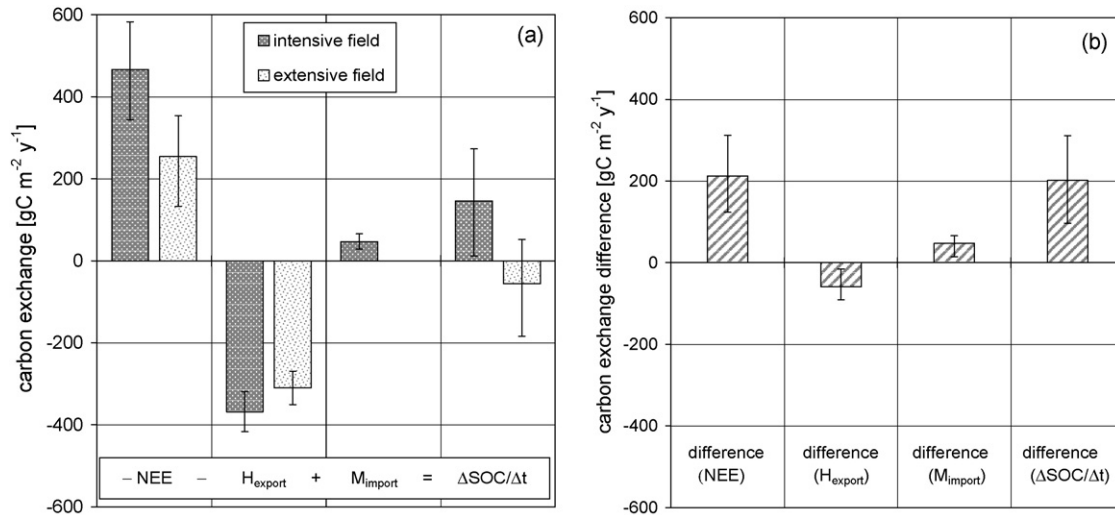 (a)
intensive field
extensive field
carbon exchange [gC m⁻² y⁻¹]
600
400
200
0
-200
-400
-600
– NEE – H_export + M_import = ΔSOC/Δt
(b)
carbon exchange difference [gC m⁻² y⁻¹]
600
400
200
0
-200
-400
-600
difference (NEE)
difference (H_export)
difference (M_import)
difference (ΔSOC/Δt)